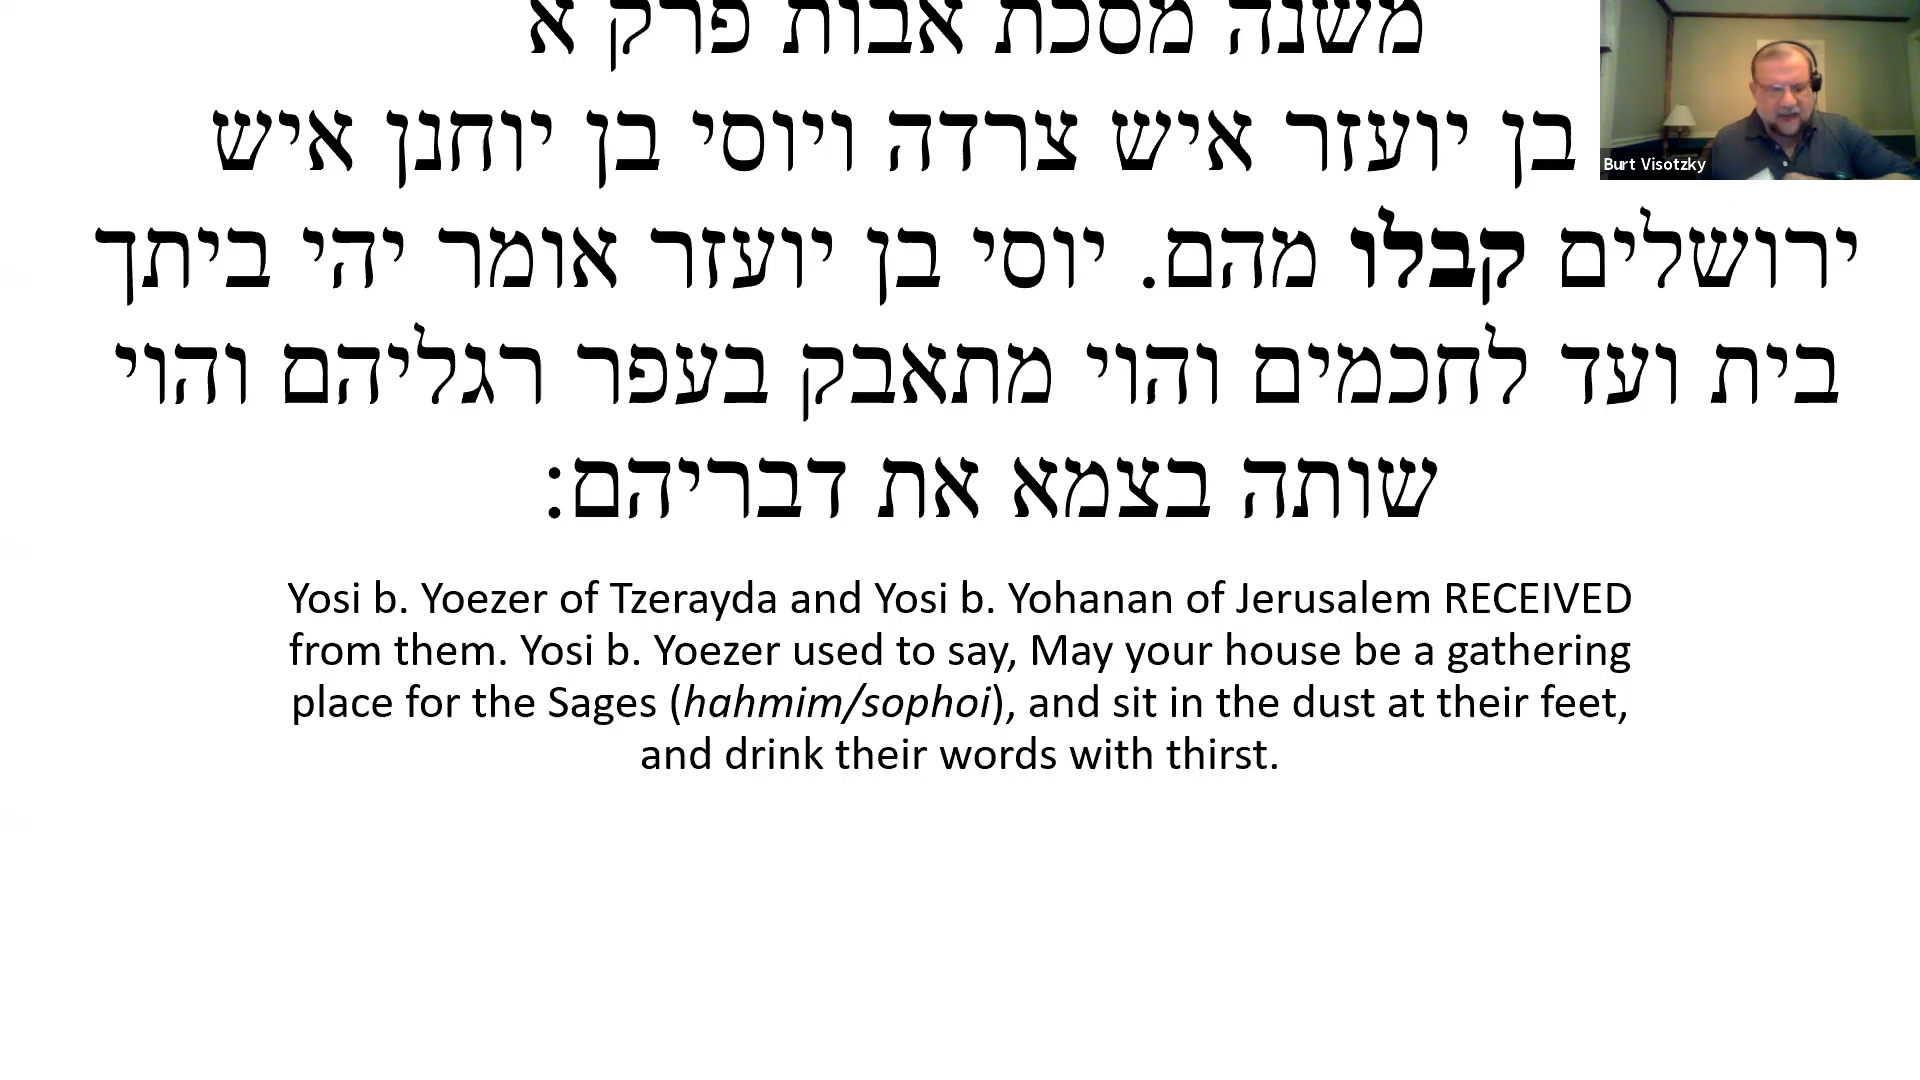 משנה מסכת אבות פרק א
בן יועזר איש צרדה ויוסי בן יוחנן איש
ירושלים קבלו מהם. יוסי בן יועזר אומר יהי ביתך
בית ועד לחכמים והוי מתאבק בעפר רגליהם והוי
שותה בצמא את דבריהם:
Yosi b. Yoezer of Tzerayda and Yosi b. Yohanan of Jerusalem RECEIVED
from them. Yosi b. Yoezer used to say, May your house be a gathering
place for the Sages (hahmim/sophoi), and sit in the dust at their feet,
and drink their words with thirst.
Burt Visotzky